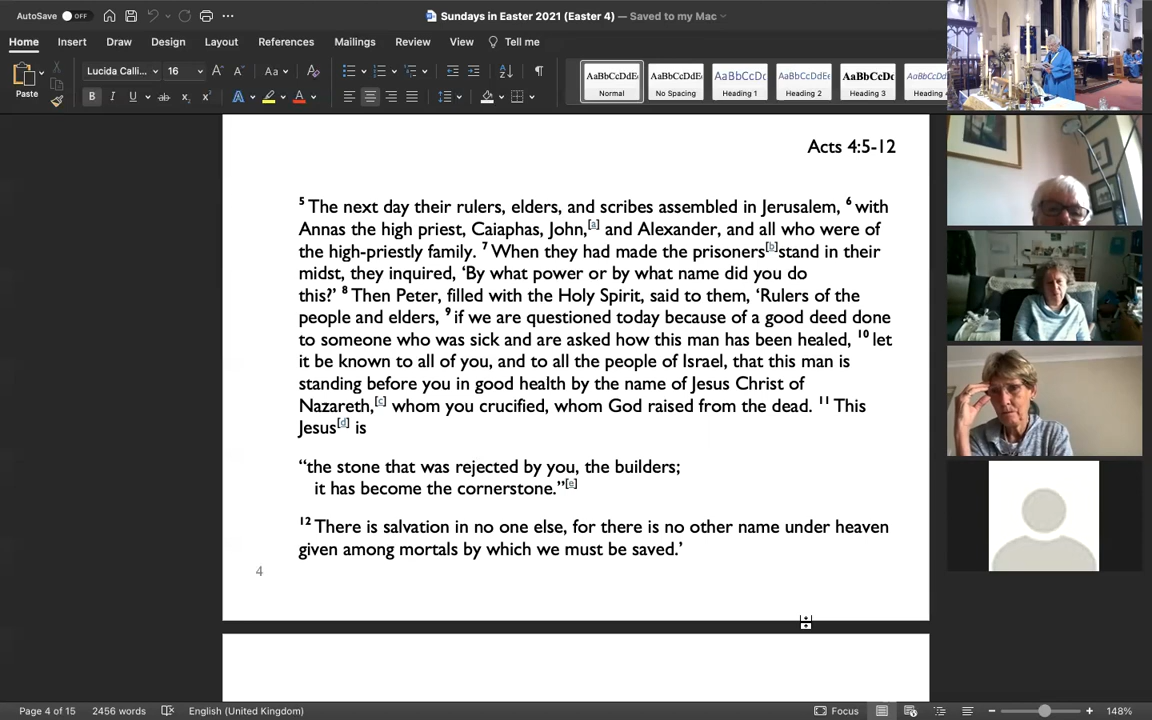 AutoSave OFF
Sundays in Easter 2021 (Easter 4) — Saved to my Mac
Home Insert Draw Design Layout References Mailings Review View Tell me
Paste
Lucida Calli... 16
Aa
B I U ab x₂ x²
A A
AaBbCcDdEe
Normal
AaBbCcDdEe
No Spacing
AaBbCcDc
Heading 1
AaBbCcDdEe
Heading 2
AaBbCcDc
Heading 3
AaBbCcDd
Heading 4
Acts 4:5-12
5 The next day their rulers, elders, and scribes assembled in Jerusalem, 6 with
Annas the high priest, Caiaphas, John,[a] and Alexander, and all who were of
the high-priestly family. 7 When they had made the prisoners[b]stand in their
midst, they inquired, ‘By what power or by what name did you do
this?’ 8 Then Peter, filled with the Holy Spirit, said to them, ‘Rulers of the
people and elders, 9 if we are questioned today because of a good deed done
to someone who was sick and are asked how this man has been healed, 10 let
it be known to all of you, and to all the people of Israel, that this man is
standing before you in good health by the name of Jesus Christ of
Nazareth,[c] whom you crucified, whom God raised from the dead. 11 This
Jesus[d] is
“the stone that was rejected by you, the builders;
it has become the cornerstone.”[e]
12 There is salvation in no one else, for there is no other name under heaven
given among mortals by which we must be saved.’
4
Page 4 of 15 2456 words English (United Kingdom) Focus 148%